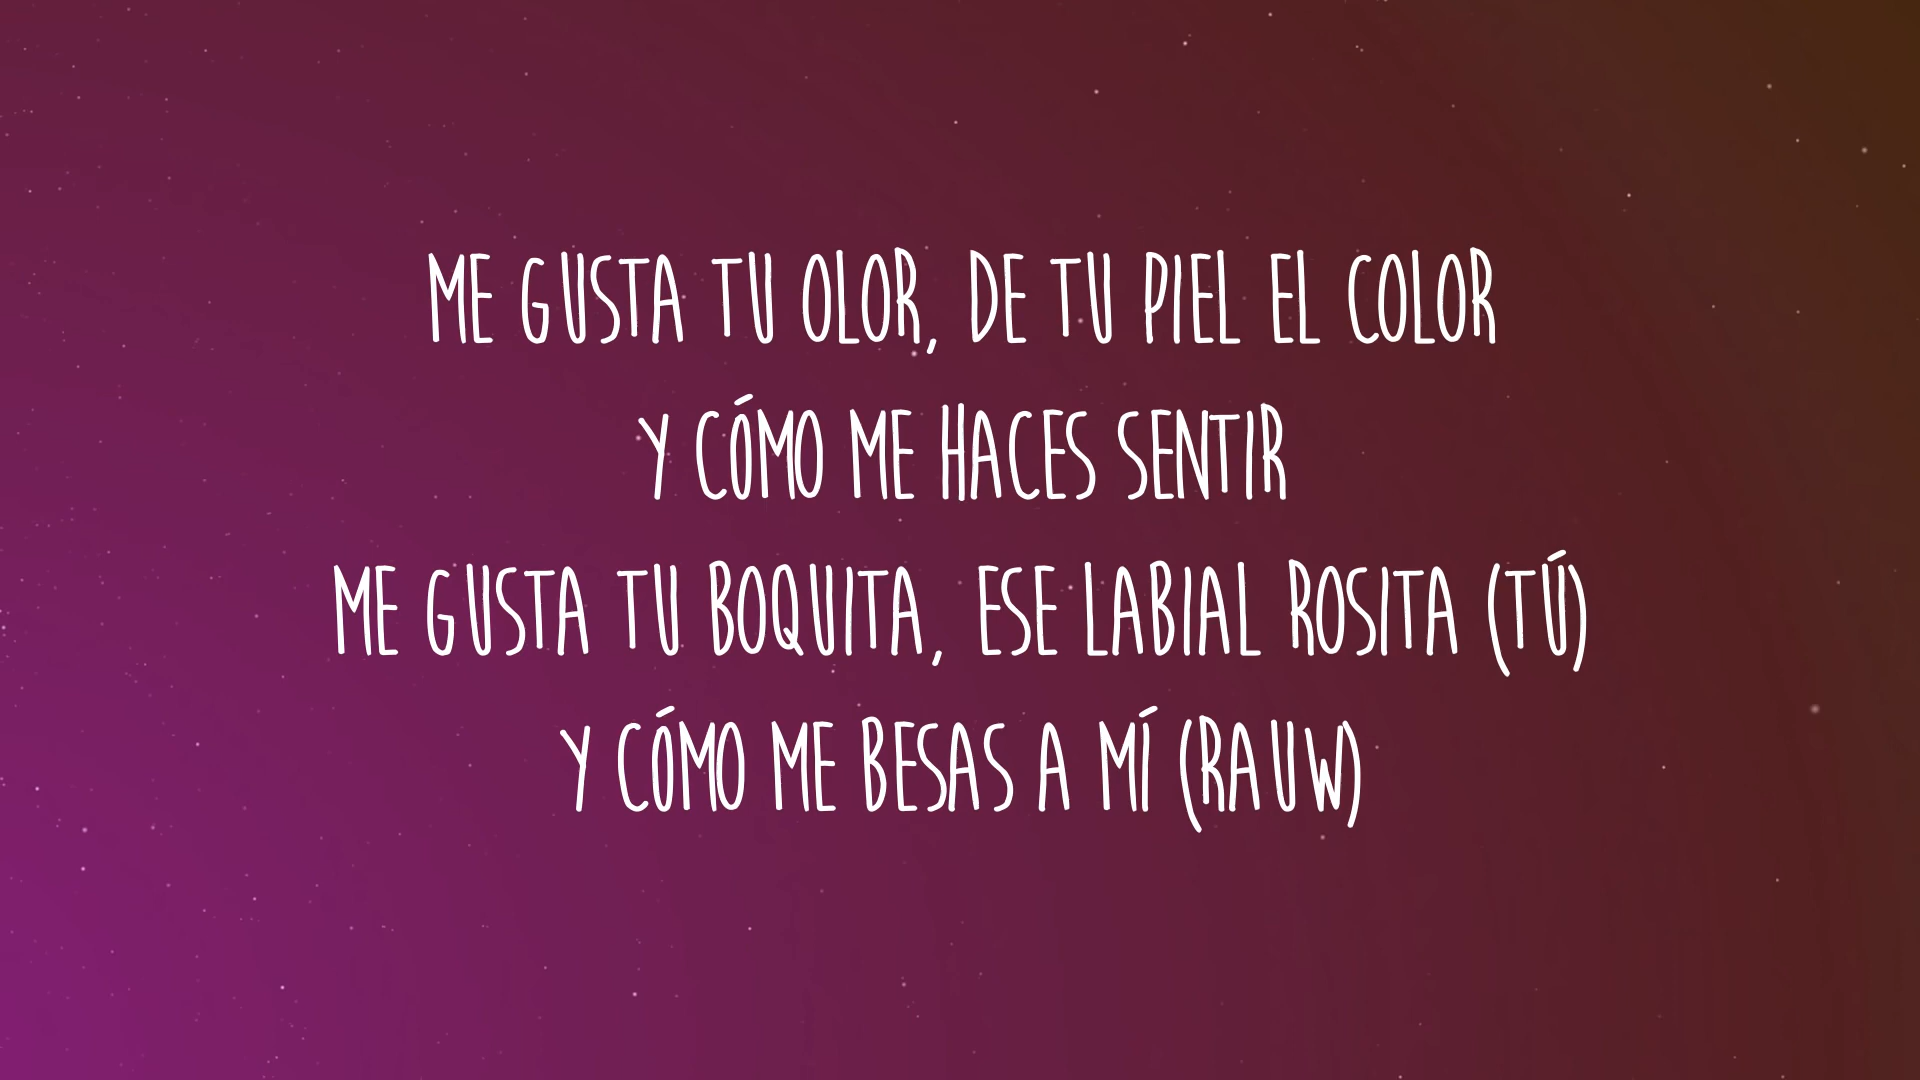 ME GUSTA TU OLOR, DE TU PIEL EL COLOR
Y CÓMO ME HACES SENTIR
ME GUSTA TU BOQUITA, ESE LABIAL ROSITA (TÚ)
Y CÓMO ME BESAS A MÍ (RAUW)